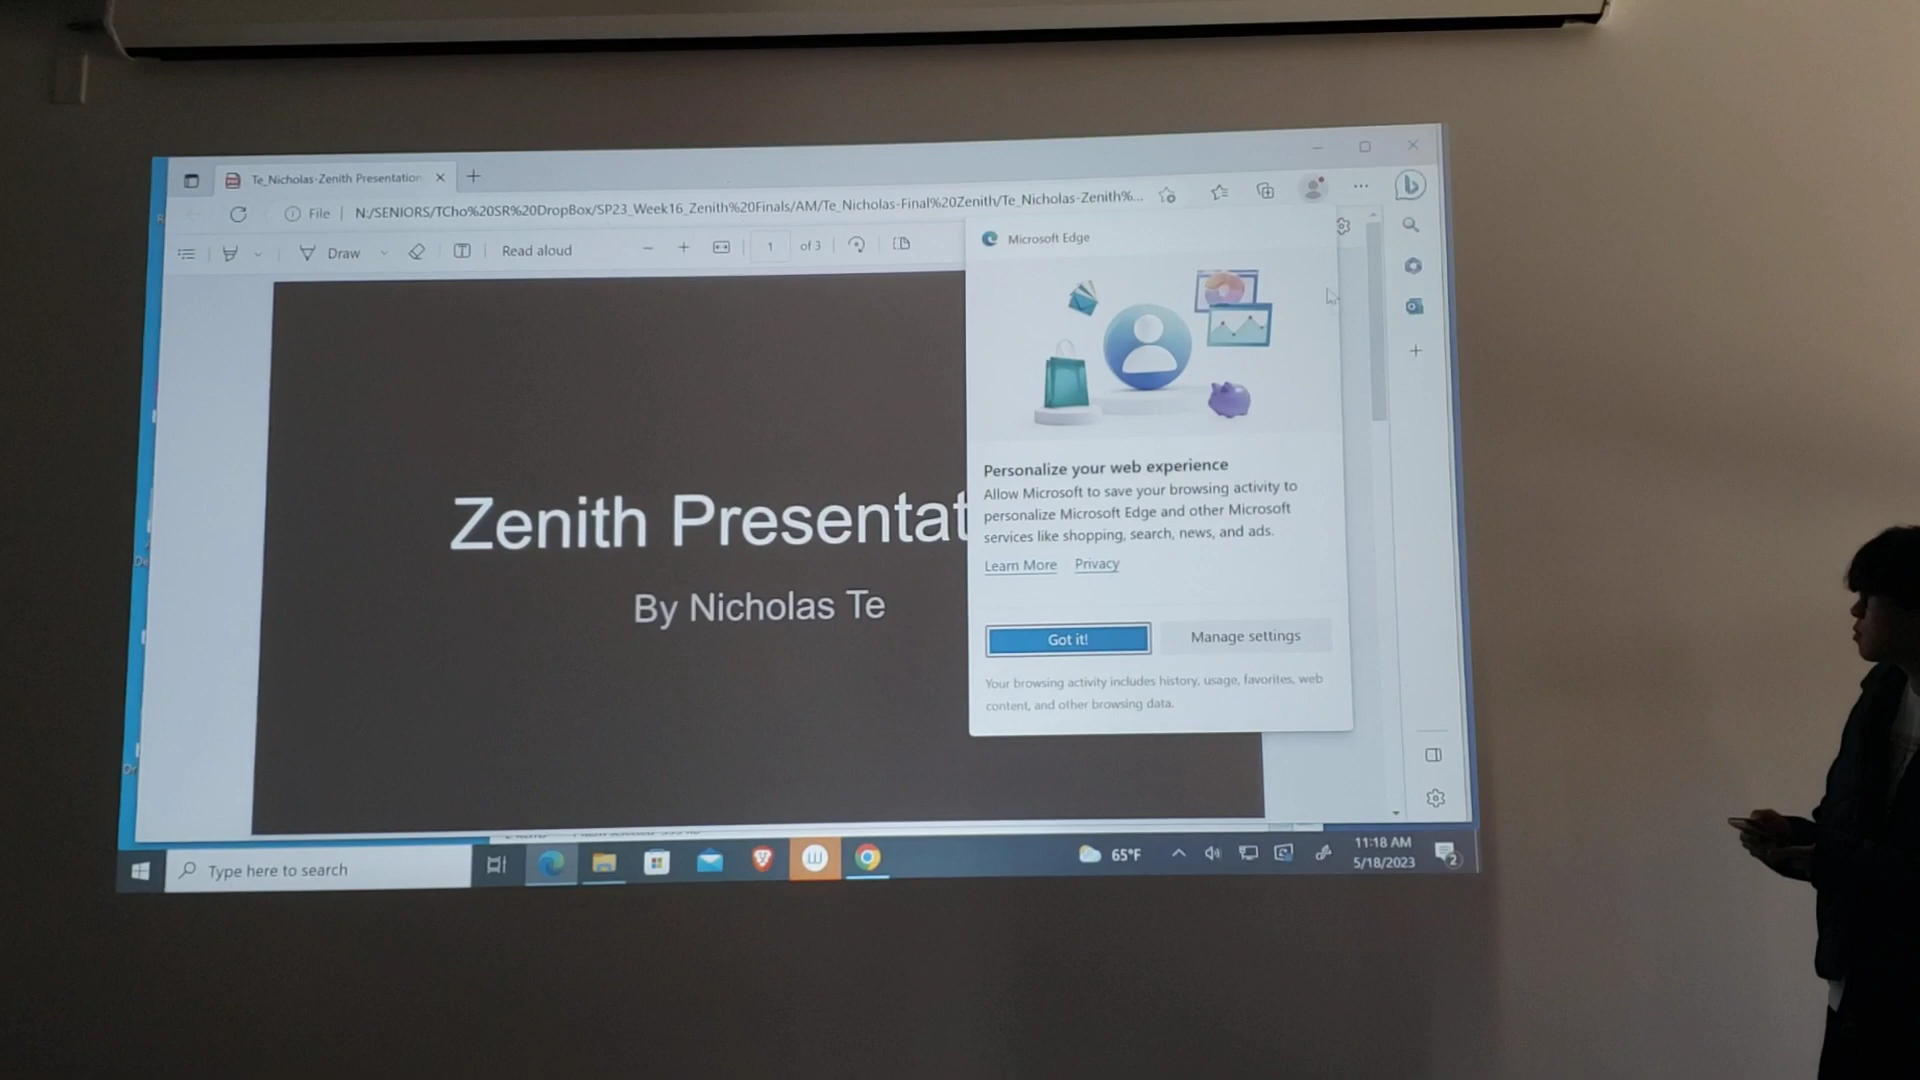 Te_Nicholas-Zenith Presentation
File
N:/SENIORS/TCho%20SR%20DropBox/SP23_Week16_Zenith%20Finals/AM/Te_Nicholas-Final%20Zenith/Te_Nicholas-Zenith%...
Draw
Read aloud
1 of 3
Microsoft Edge
Zenith Presentat
By Nicholas Te
Personalize your web experience
Allow Microsoft to save your browsing activity to
personalize Microsoft Edge and other Microsoft
services like shopping, search, news, and ads.
Learn More Privacy
Got it! Manage settings
Your browsing activity includes history, usage, favorites, web
content, and other browsing data.
Type here to search
65°F
11:18 AM
5/18/2023
2